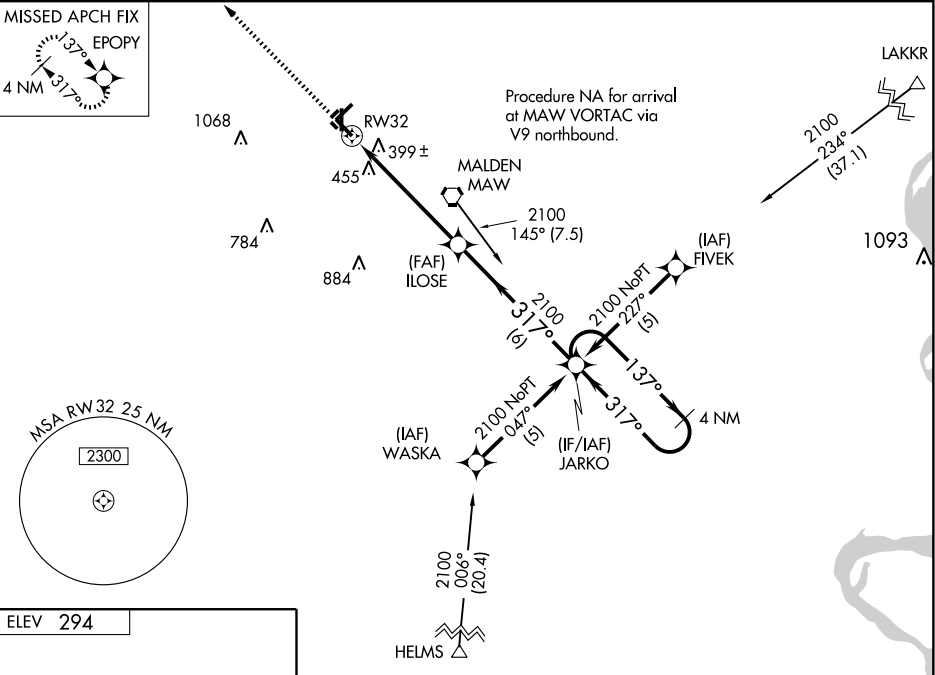 MISSED APCH FIX
EPOPY
137°
317°
4 NM
1068
RW32
399 ±
455
Procedure NA for arrival
at MAW VORTAC via
V9 northbound.
LAKKR
2100
234°
(37.1)
MALDEN
MAW
2100
145° (7.5)
784
884
(FAF)
ILOSE
(IAF)
FIVEK
1093
2100 NoPT
227°
(5)
2100
317°
(6)
137°
317°
4 NM
(IF/IAF)
JARKO
2100 NoPT
047°
(5)
(IAF)
WASKA
MSA RW32 25 NM
2300
2100
006°
(20.4)
HELMS
ELEV 294